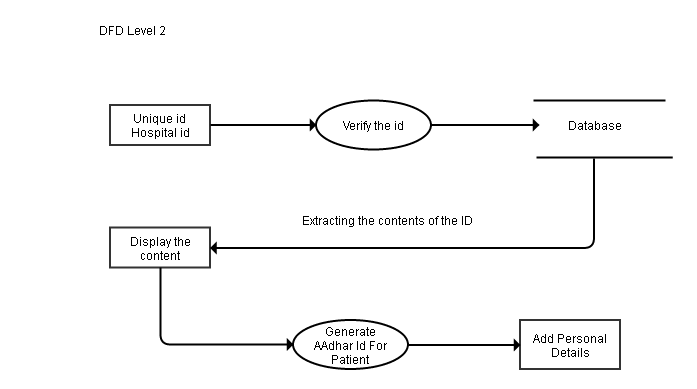 DFD Level 2
Unique id
Hospital id
Verify the id
Database
Extracting the contents of the ID
Display the
content
Generate
AAdhar Id For
Patient
Add Personal
Details